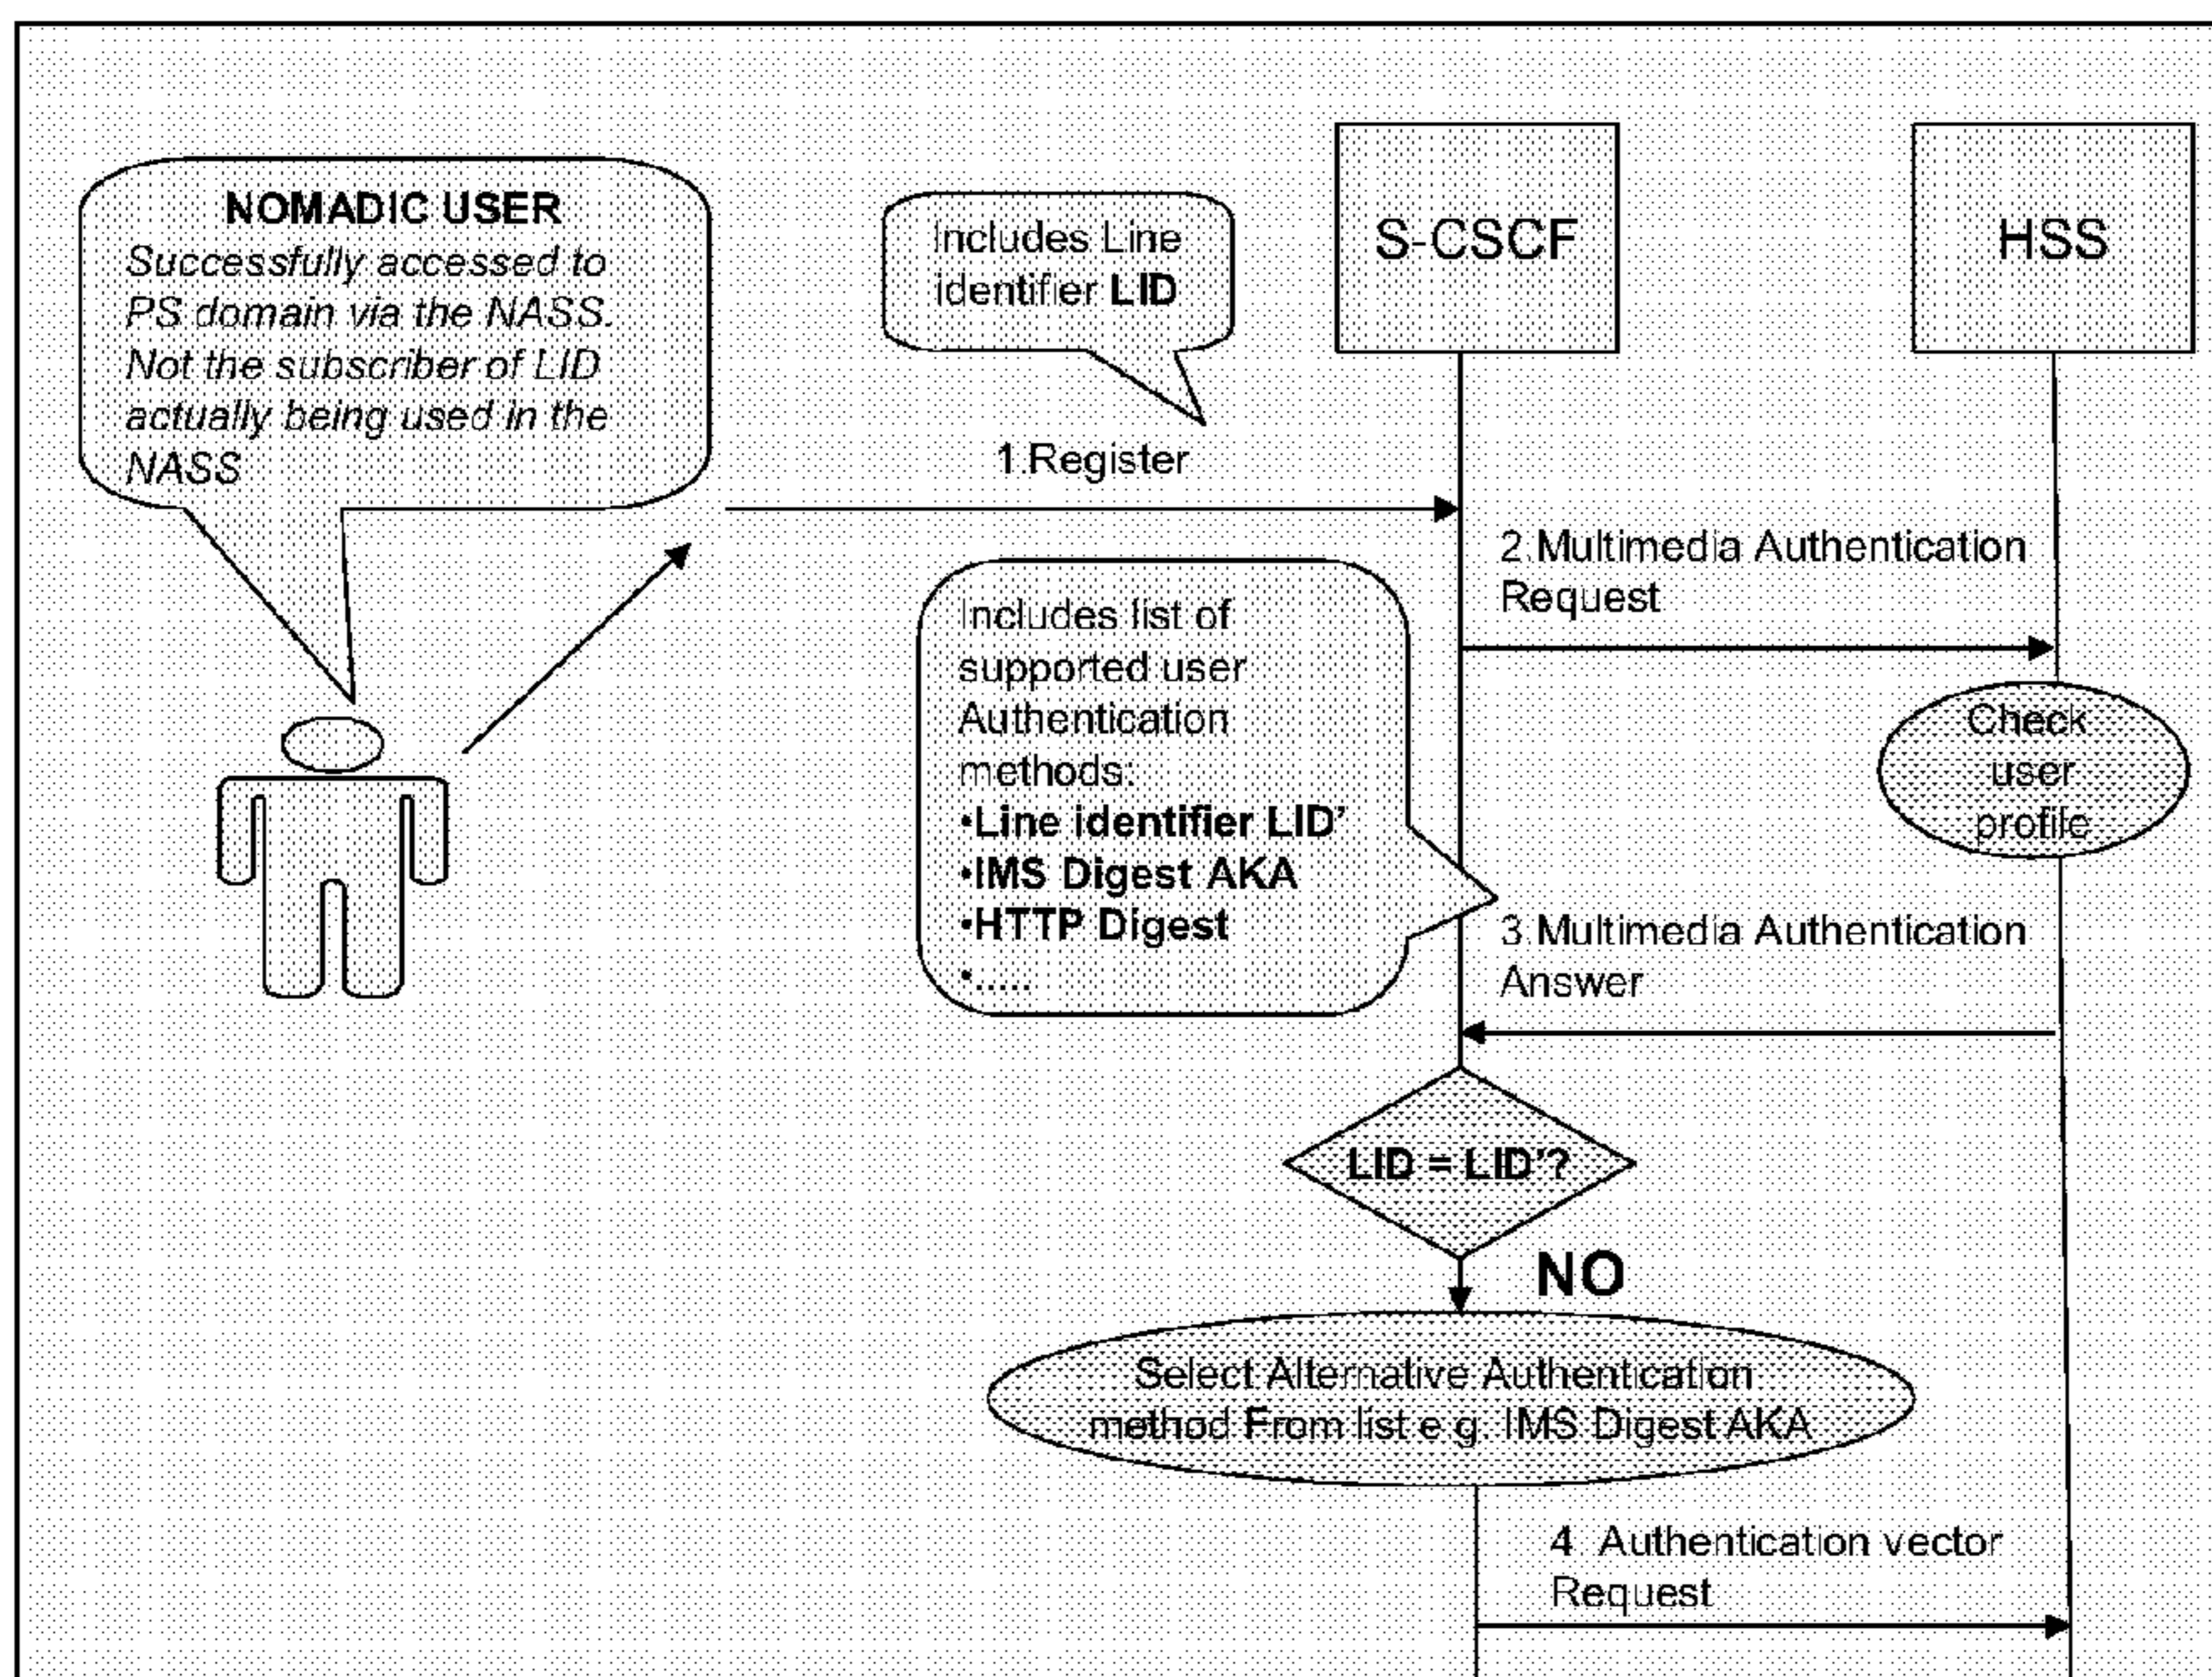 NOMADIC USER
Successfully accessed to
PS domain via the NASS.
Not the subscriber of LID
actually being used in the
NASS
Includes Line
identifier LID
S-CSCF
HSS
1.Register
2.Multimedia Authentication
Request
Includes list of
supported user
Authentication
methods:
•Line identifier LID'
•IMS Digest AKA
•HTTP Digest
•.....
Check
user
profile
3.Multimedia Authentication
Answer
LID = LID'?
NO
Select Alternative Authentication
method From list e.g. IMS Digest AKA
4 Authentication vector
Request